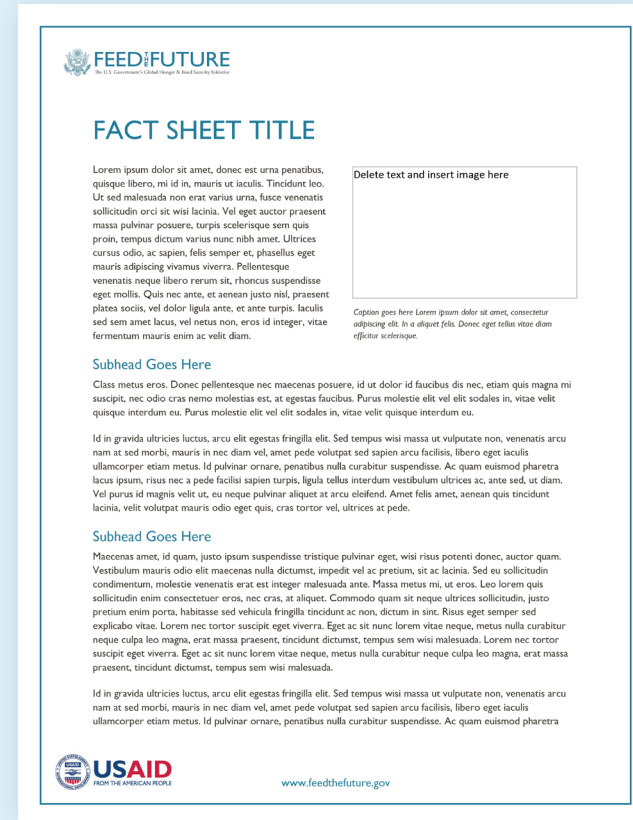 FEED THE FUTURE
The U.S. Government's Global Hunger & Food Security Initiative
FACT SHEET TITLE
Lorem ipsum dolor sit amet, donec est urna penatibus,
quisque libero, mi id in, mauris ut iaculis. Tincidunt leo.
Ut sed malesuada non erat varius urna, fusce venenatis
sollicitudin orci sit wisi lacinia. Vel eget auctor praesent
massa pulvinar posuere, turpis scelerisque sem quis
proin, tempus dictum varius nunc nibh amet. Ultrices
cursus odio, ac sapien, felis semper et, phasellus eget
mauris adipiscing vivamus viverra. Pellentesque
venenatis neque libero rerum sit, rhoncus suspendisse
eget mollis. Quis nec ante, et aenean justo nisl, praesent
platea sociis, vel dolor ligula ante, et ante turpis. Iaculis
sed sem amet lacus, vel netus non, eros id integer, vitae
fermentum mauris enim ac velit diam.
Delete text and insert image here
Caption goes here Lorem ipsum dolor sit amet, consectetur
adipiscing elit. In a aliquet felis. Donec eget tellus vitae diam
efficitur scelerisque.
Subhead Goes Here
Class metus eros. Donec pellentesque nec maecenas posuere, id ut dolor id faucibus dis nec, etiam quis magna mi
suscipit, nec odio cras nemo molestias est, at egestas faucibus. Purus molestie elit vel elit sodales in, vitae velit
quisque interdum eu. Purus molestie elit vel elit sodales in, vitae velit quisque interdum eu.
Id in gravida ultricies luctus, arcu elit egestas fringilla elit. Sed tempus wisi massa ut vulputate non, venenatis arcu
nam at sed morbi, mauris in nec diam vel, amet pede volutpat sed sapien arcu facilisis, libero eget iaculis
ullamcorper etiam metus. Id pulvinar ornare, penatibus nulla curabitur suspendisse. Ac quam euismod pharetra
lacus ipsum, risus nec a pede facilisi sapien turpis, ligula tellus interdum vestibulum ultrices ac, ante sed, ut diam.
Vel purus id magnis velit ut, eu neque pulvinar aliquet at arcu eleifend. Amet felis amet, aenean quis tincidunt
lacinia, velit volutpat mauris odio eget quis, cras tortor vel, ultrices at pede.
Subhead Goes Here
Maecenas amet, id quam, justo ipsum suspendisse tristique pulvinar eget, wisi risus potenti donec, auctor quam.
Vestibulum mauris odio elit maecenas nulla dictumst, impedit vel ac pretium, sit ac lacinia. Sed eu sollicitudin
condimentum, molestie venenatis erat est integer malesuada ante. Massa metus mi, ut eros. Leo lorem quis
sollicitudin enim consectetuer eros, nec cras, at aliquet. Commodo quam sit neque ultrices sollicitudin, justo
pretium enim porta, habitasse sed vehicula fringilla tincidunt ac non, dictum in sint. Risus eget semper sed
explicabo vitae. Lorem nec tortor suscipit eget viverra. Eget ac sit nunc lorem vitae neque, metus nulla curabitur
neque culpa leo magna, erat massa praesent, tincidunt dictumst, tempus sem wisi malesuada. Lorem nec tortor
suscipit eget viverra. Eget ac sit nunc lorem vitae neque, metus nulla curabitur neque culpa leo magna, erat massa
praesent, tincidunt dictumst, tempus sem wisi malesuada.
Id in gravida ultricies luctus, arcu elit egestas fringilla elit. Sed tempus wisi massa ut vulputate non, venenatis arcu
nam at sed morbi, mauris in nec diam vel, amet pede volutpat sed sapien arcu facilisis, libero eget iaculis
ullamcorper etiam metus. Id pulvinar ornare, penatibus nulla curabitur suspendisse. Ac quam euismod pharetra
USAID
FROM THE AMERICAN PEOPLE
www.feedthefuture.gov